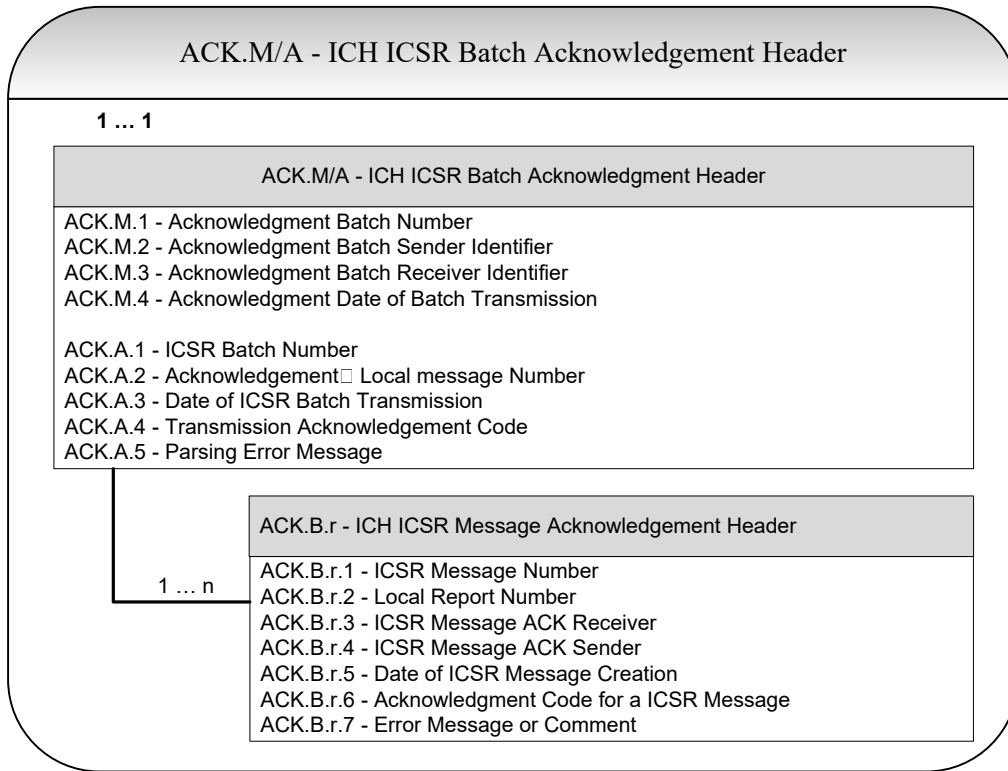 ACK.M/A - ICH ICSR Batch Acknowledgement Header
1 … 1
ACK.M/A - ICH ICSR Batch Acknowledgment Header
ACK.M.1 - Acknowledgment Batch Number
ACK.M.2 - Acknowledgment Batch Sender Identifier
ACK.M.3 - Acknowledgment Batch Receiver Identifier
ACK.M.4 - Acknowledgment Date of Batch Transmission
ACK.A.1 - ICSR Batch Number
ACK.A.2 - Acknowledgement□ Local message Number
ACK.A.3 - Date of ICSR Batch Transmission
ACK.A.4 - Transmission Acknowledgement Code
ACK.A.5 - Parsing Error Message
ACK.B.r - ICH ICSR Message Acknowledgement Header
1 … n
ACK.B.r.1 - ICSR Message Number
ACK.B.r.2 - Local Report Number
ACK.B.r.3 - ICSR Message ACK Receiver
ACK.B.r.4 - ICSR Message ACK Sender
ACK.B.r.5 - Date of ICSR Message Creation
ACK.B.r.6 - Acknowledgment Code for a ICSR Message
ACK.B.r.7 - Error Message or Comment